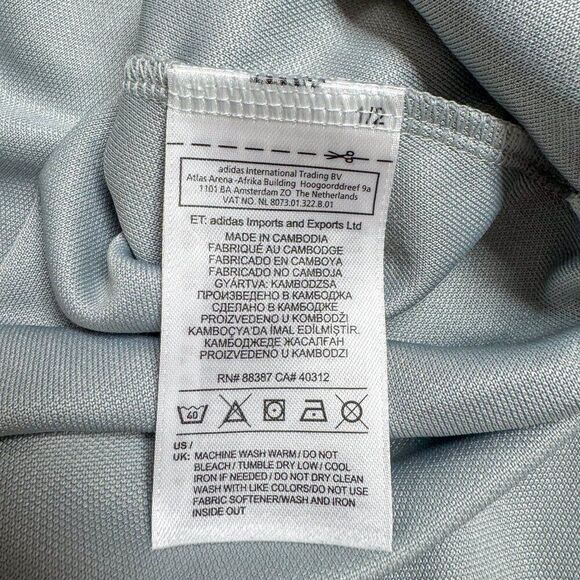 1/2
adidas International Trading BV
Atlas Arena -Afrika Building Hoogoorddreef 9a
1101 BA Amsterdam ZO The Netherlands
VAT NO. NL 8073.01.322.B.01
ET: adidas Imports and Exports Ltd
MADE IN CAMBODIA
FABRIQUÉ AU CAMBODGE
FABRICADO EN CAMBOYA
FABRICADO NO CAMBOJA
GYÁRTVA: KAMBODZSA
ПРОИЗВЕДЕНО В КАМБОДЖА
СДЕЛАНО В КАМБОДЖЕ
PROIZVEDENO U KOMBODŽI
KAMBOÇYA'DA İMAL EDİLMİŞTİR.
КАМБОДЖЕДЕ ЖАСАЛҒАН
PROIZVEDENO U KAMBODZI
RN# 88387 CA# 40312
40
US /
UK: MACHINE WASH WARM / DO NOT
BLEACH / TUMBLE DRY LOW / COOL
IRON IF NEEDED / DO NOT DRY CLEAN
WASH WITH LIKE COLORS/DO NOT USE
FABRIC SOFTENER/WASH AND IRON
INSIDE OUT